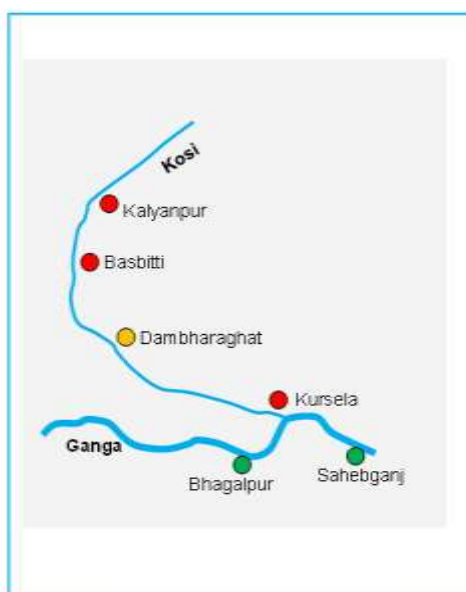 Kosi
Kalyanpur
Basbitti
Dambharaghat
Kursela
Ganga
Sahebganj
Bhagalpur